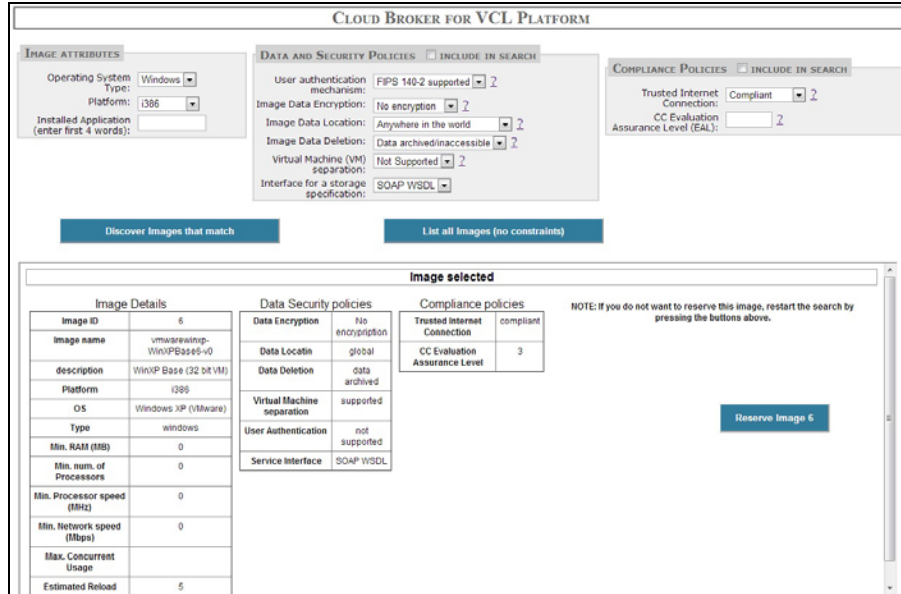 CLOUD BROKER FOR VCL PLATFORM
IMAGE ATTRIBUTES
Operating System Type: Windows
Platform: i386
Installed Application (enter first 4 words):
DATA AND SECURITY POLICIES INCLUDE IN SEARCH
User authentication mechanism: FIPS 140-2 supported ?
Image Data Encryption: No encryption ?
Image Data Location: Anywhere in the world ?
Image Data Deletion: Data archived/inaccessible ?
Virtual Machine (VM) separation: Not Supported ?
Interface for a storage specification: SOAP WSDL
COMPLIANCE POLICIES INCLUDE IN SEARCH
Trusted Internet Connection: Compliant ?
CC Evaluation Assurance Level (EAL): ?
Discover Images that match
List all Images (no constraints)
Image selected
Image Details
Image ID 6
Image name vmwarewinxp-WinXPBase6-v0
description WinXP Base (32 bit VM)
Platform i386
OS Windows XP (VMware)
Type windows
Min. RAM (MB) 0
Min. num. of Processors 0
Min. Processor speed (MHz) 0
Min. Network speed (Mbps) 0
Max. Concurrent Usage
Estimated Reload 5
Data Security policies
Data Encryption No encrypription
Data Locatin global
Data Deletion data archived
Virtual Machine separation supported
User Authentication not supported
Service Interface SOAP WSDL
Compliance policies
Trusted Internet Connection compliant
CC Evaluation Assurance Level 3
NOTE: If you do not want to reserve this image, restart the search by
pressing the buttons above.
Reserve Image 6